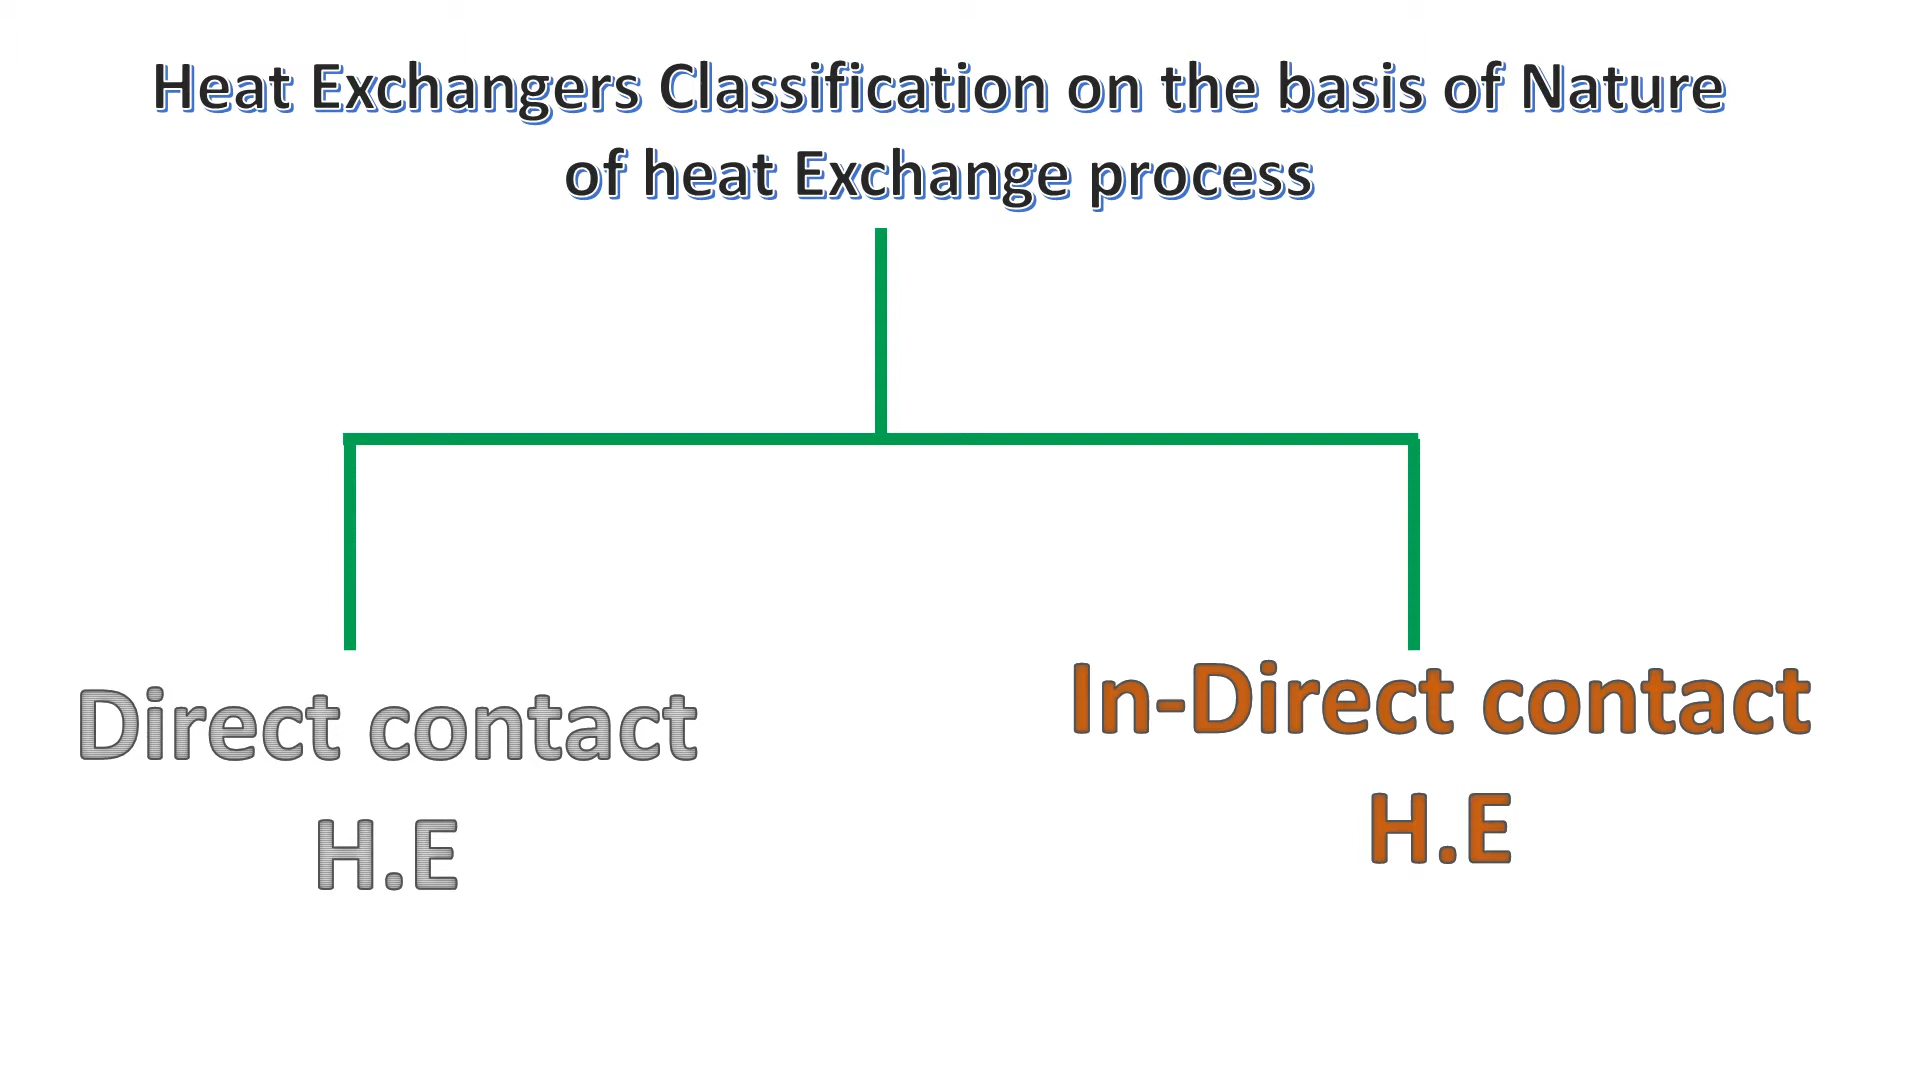 Heat Exchangers Classification on the basis of Nature
of heat Exchange process
Direct contact
H.E
In-Direct contact
H.E